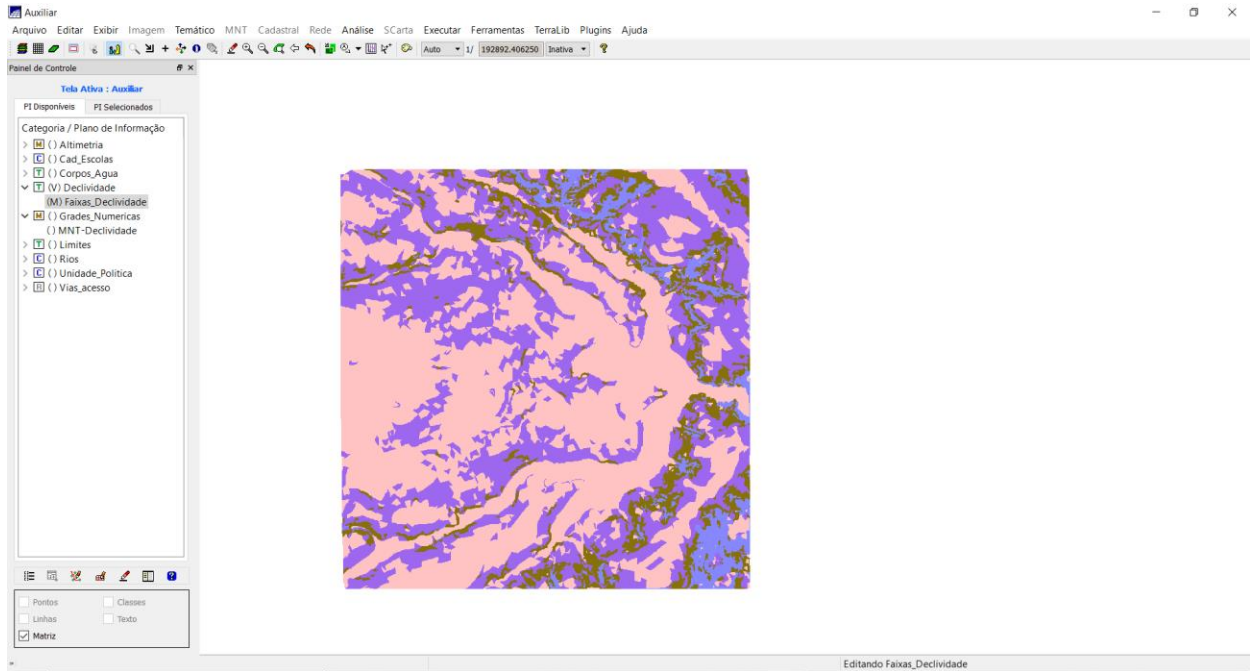 Auxiliar
Arquivo Editar Exibir Imagem Temático MNT Cadastral Rede Análise SCarta Executar Ferramentas TerraLib Plugins Ajuda
Auto 1/ 192892.406250 Inativa
Painel de Controle
Tela Ativa : Auxiliar
PI Disponíveis PI Selecionados
Categoria / Plano de Informação
M () Altimetria
C () Cad_Escolas
T () Corpos_Agua
T (V) Declividade
(M) Faixas_Declividade
M () Grades_Numericas
() MNT-Declividade
T () Limites
C () Rios
C () Unidade_Politica
R () Vias_acesso
Pontos Classes
Linhas Texto
Matriz
Editando Faixas_Declividade